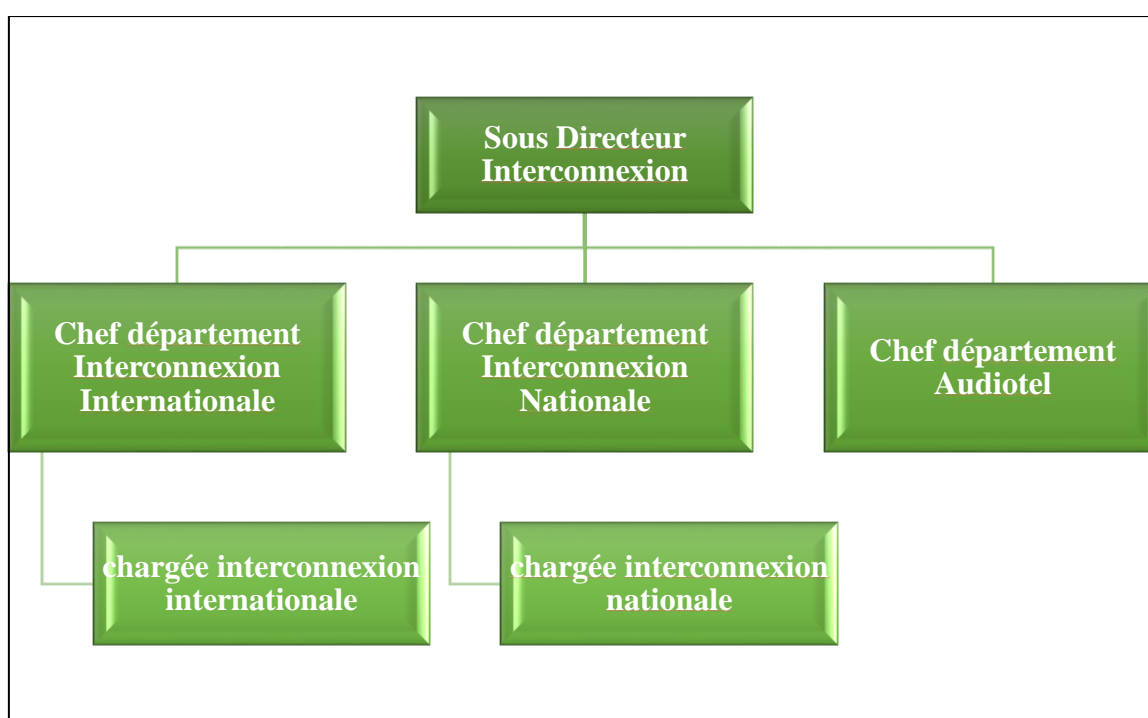 Sous Directeur
Interconnexion
Chef département
Interconnexion
Internationale
Chef département
Interconnexion
Nationale
Chef département
Audiotel
chargée interconnexion
internationale
chargée interconnexion
nationale